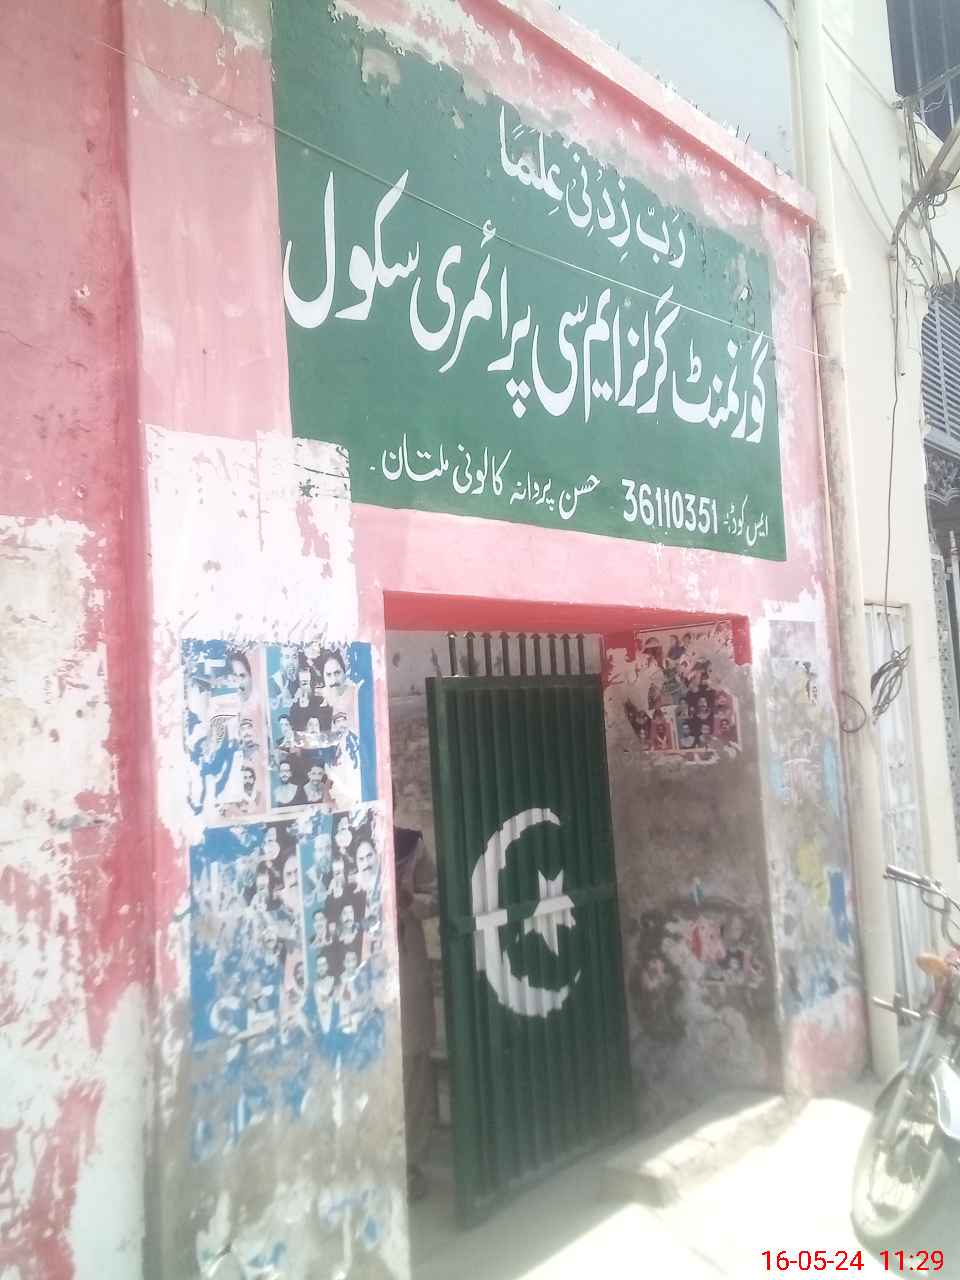 رَبِّ زِدْنِیْ عِلْمًا
گورنمنٹ گرلز ایم سی پرائمری سکول
ایس کوڈ:- 36110351 حسن پروانہ کالونی ملتان۔
16-05-24 11:29